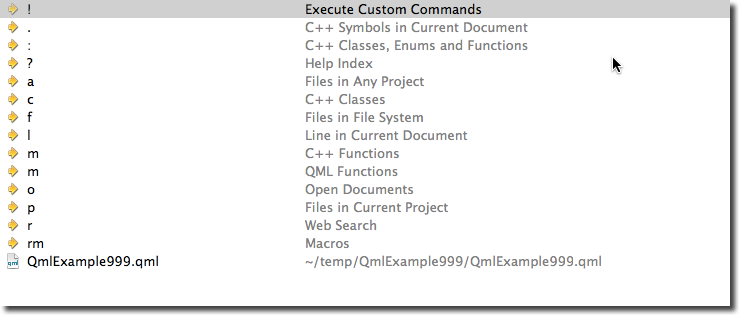 ! Execute Custom Commands
. C++ Symbols in Current Document
: C++ Classes, Enums and Functions
? Help Index
a Files in Any Project
c C++ Classes
f Files in File System
l Line in Current Document
m C++ Functions
m QML Functions
o Open Documents
p Files in Current Project
r Web Search
rm Macros
QmlExample999.qml ~/temp/QmlExample999/QmlExample999.qml